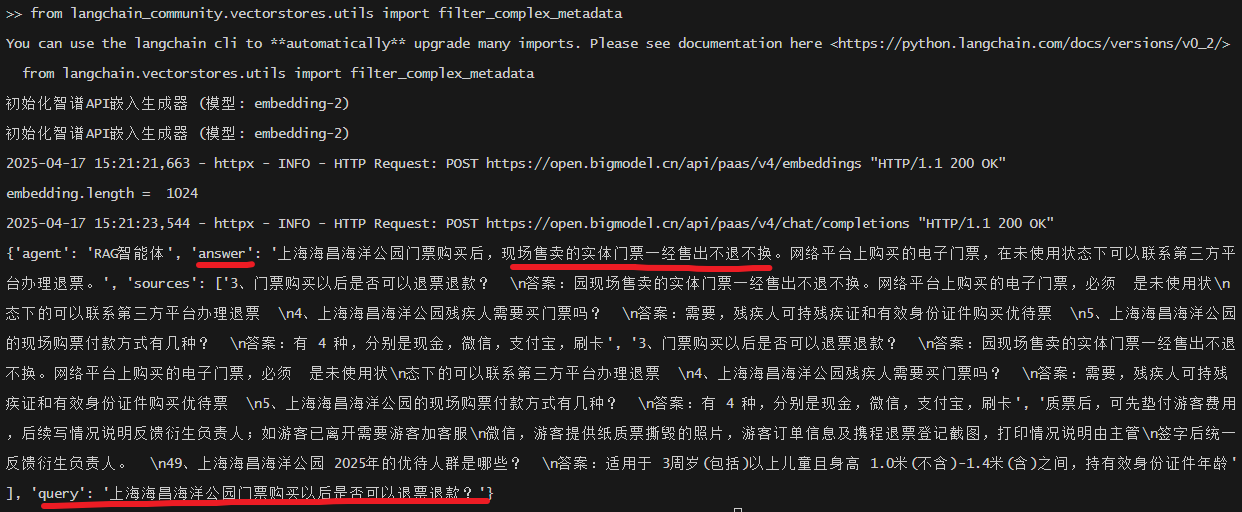 >> from langchain_community.vectorstores.utils import filter_complex_metadata
You can use the langchain cli to **automatically** upgrade many imports. Please see documentation here <https://python.langchain.com/docs/versions/v0_2/>
  from langchain.vectorstores.utils import filter_complex_metadata
初始化智谱API嵌入生成器 (模型: embedding-2)
初始化智谱API嵌入生成器 (模型: embedding-2)
2025-04-17 15:21:21,663 - httpx - INFO - HTTP Request: POST https://open.bigmodel.cn/api/paas/v4/embeddings "HTTP/1.1 200 OK"
embedding.length =  1024
2025-04-17 15:21:23,544 - httpx - INFO - HTTP Request: POST https://open.bigmodel.cn/api/paas/v4/chat/completions "HTTP/1.1 200 OK"
{'agent': 'RAG智能体', 'answer': '上海海昌海洋公园门票购买后，现场售卖的实体门票一经售出不退不换。网络平台上购买的电子门票，在未使用状态下可以联系第三方平
台办理退票。', 'sources': ['3、门票购买以后是否可以退票退款？  \n答案：园现场售卖的实体门票一经售出不退不换。网络平台上购买的电子门票，必须  是未使用状\n
态下的可以联系第三方平台办理退票  \n4、上海海昌海洋公园残疾人需要买门票吗？  \n答案：需要，残疾人可持残疾证和有效身份证件购买优待票  \n5、上海海昌海洋公园
的现场购票付款方式有几种？  \n答案：有 4 种，分别是现金，微信，支付宝，刷卡', '3、门票购买以后是否可以退票退款？  \n答案：园现场售卖的实体门票一经售出不退
不换。网络平台上购买的电子门票，必须  是未使用状\n态下的可以联系第三方平台办理退票  \n4、上海海昌海洋公园残疾人需要买门票吗？  \n答案：需要，残疾人可持残
疾证和有效身份证件购买优待票  \n5、上海海昌海洋公园的现场购票付款方式有几种？  \n答案：有 4 种，分别是现金，微信，支付宝，刷卡', '质票后，可先垫付游客费用
，后续写情况说明反馈衍生负责人；如游客已离开需要游客加客服\n微信，游客提供纸质票撕毁的照片，游客订单信息及携程退票登记截图，打印情况说明由主管\n签字后统一
反馈衍生负责人。  \n49、上海海昌海洋公园 2025年的优待人群是哪些？  \n答案：适用于 3周岁(包括)以上儿童且身高 1.0米(不含)-1.4米(含)之间，持有效身份证件年龄'
], 'query': '上海海昌海洋公园门票购买以后是否可以退票退款？'}